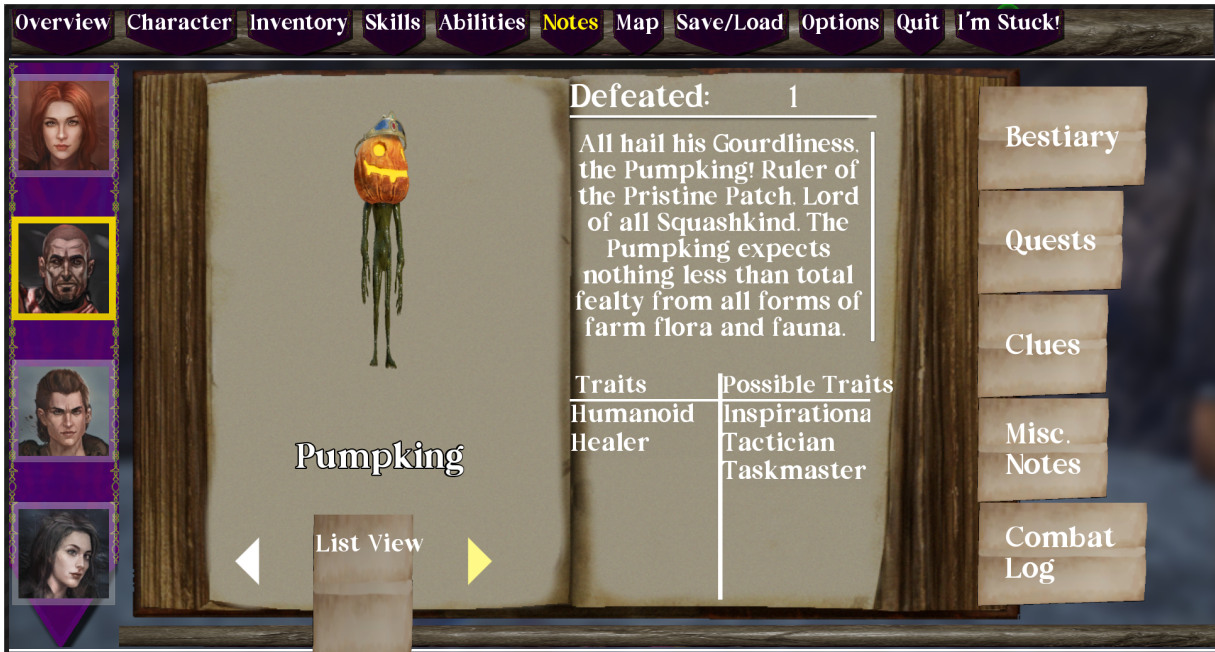 Overview Character Inventory Skills Abilities Notes Map Save/Load Options Quit I'm Stuck!
Defeated: 1
All hail his Gourdliness.
the Pumpking! Ruler of
the Pristine Patch. Lord
of all Squashkind. The
Pumpking expects
nothing less than total
fealty from all forms of
farm flora and fauna.
Traits
Humanoid
Healer
Possible Traits
Inspirationa
Tactician
Taskmaster
Pumpking
List View
Bestiary
Quests
Clues
Misc.
Notes
Combat
Log